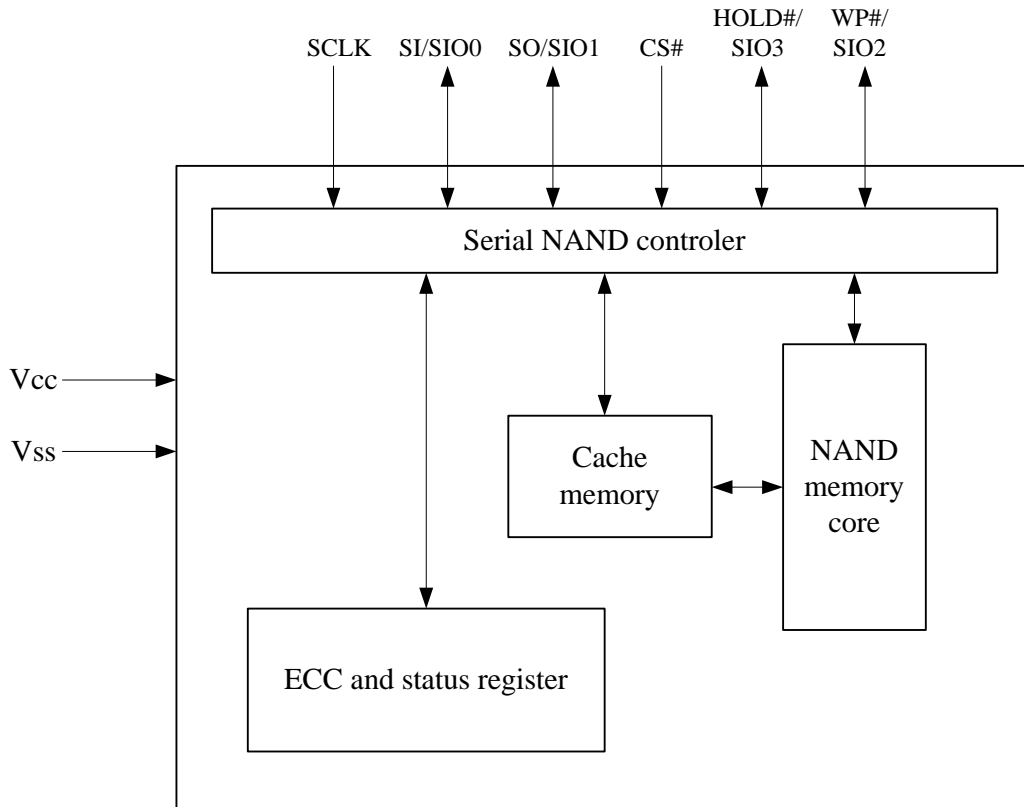 HOLD#/ WP#/
SCLK SI/SIO0 SO/SIO1 CS# SIO3 SIO2
Serial NAND controler
Vcc
Vss
Cache
memory
NAND
memory
core
ECC and status register